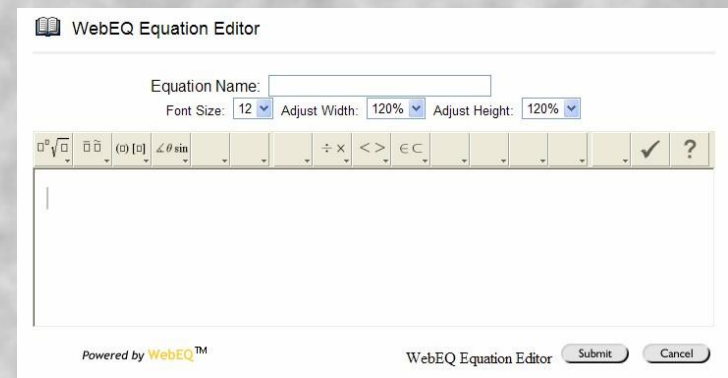 WebEQ Equation Editor
Equation Name:
Font Size: 12 Adjust Width: 120% Adjust Height: 120%
(□) [□] ∠θ sin ÷ × < > ∈ ⊂ ?
Powered by WebEQ™ WebEQ Equation Editor Submit Cancel